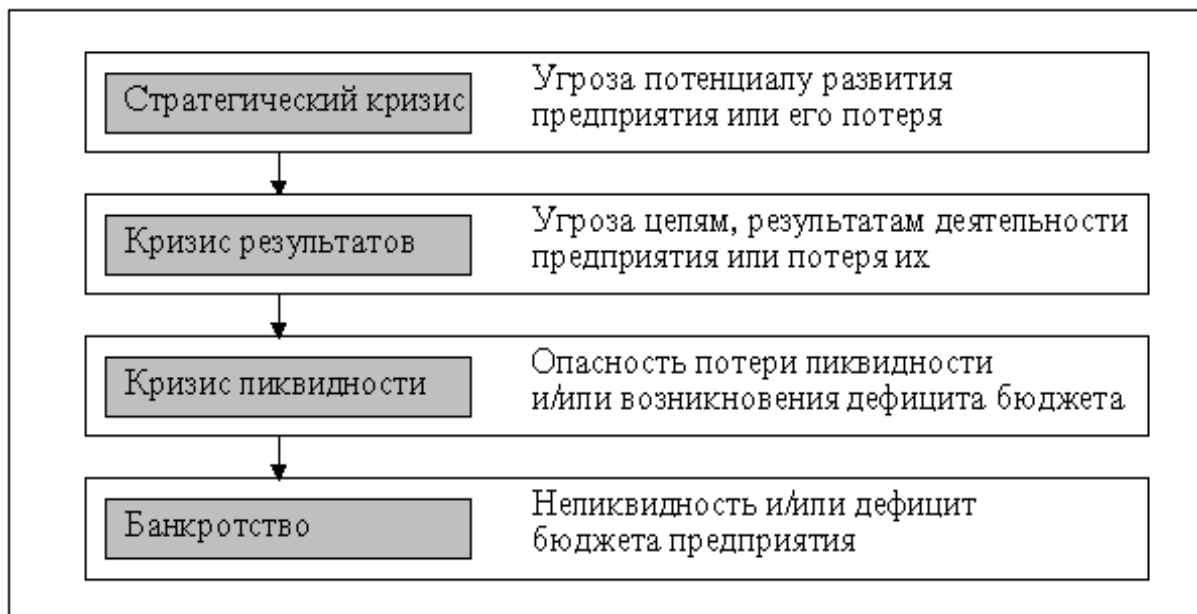 Стратегический кризис
Угроза потенциалу развития
предприятия или его потеря
Кризис результатов
Угроза целям, результатам деятельности
предприятия или потеря их
Кризис ликвидности
Опасность потери ликвидности
и/или возникновения дефицита бюджета
Банкротство
Неликвидность и/или дефицит
бюджета предприятия